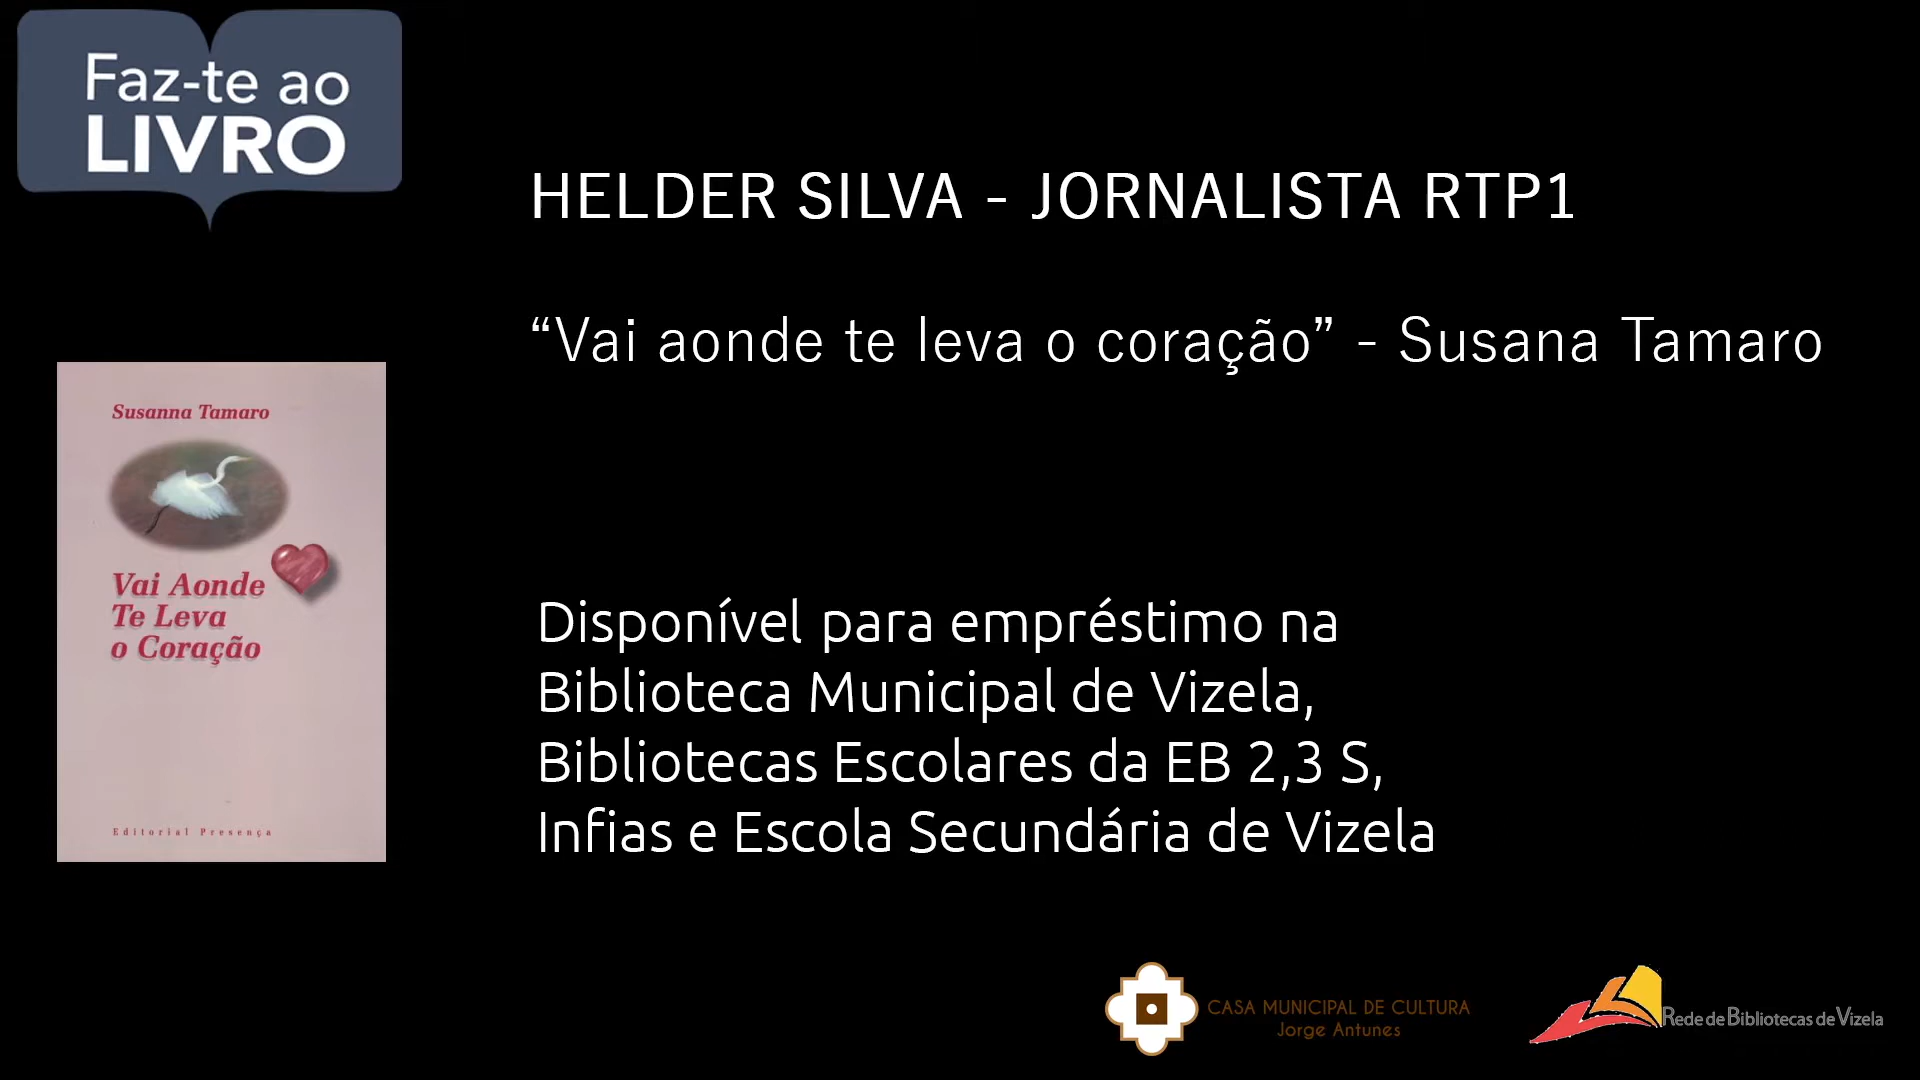 Faz-te ao
LIVRO
HELDER SILVA - JORNALISTA RTP1
“Vai aonde te leva o coração” - Susana Tamaro
Susanna Tamaro
Vai Aonde
Te Leva
o Coração
Editorial Presença
Disponível para empréstimo na
Biblioteca Municipal de Vizela,
Bibliotecas Escolares da EB 2,3 S,
Infias e Escola Secundária de Vizela
CASA MUNICIPAL DE CULTURA
Jorge Antunes
Rede de Bibliotecas de Vizela